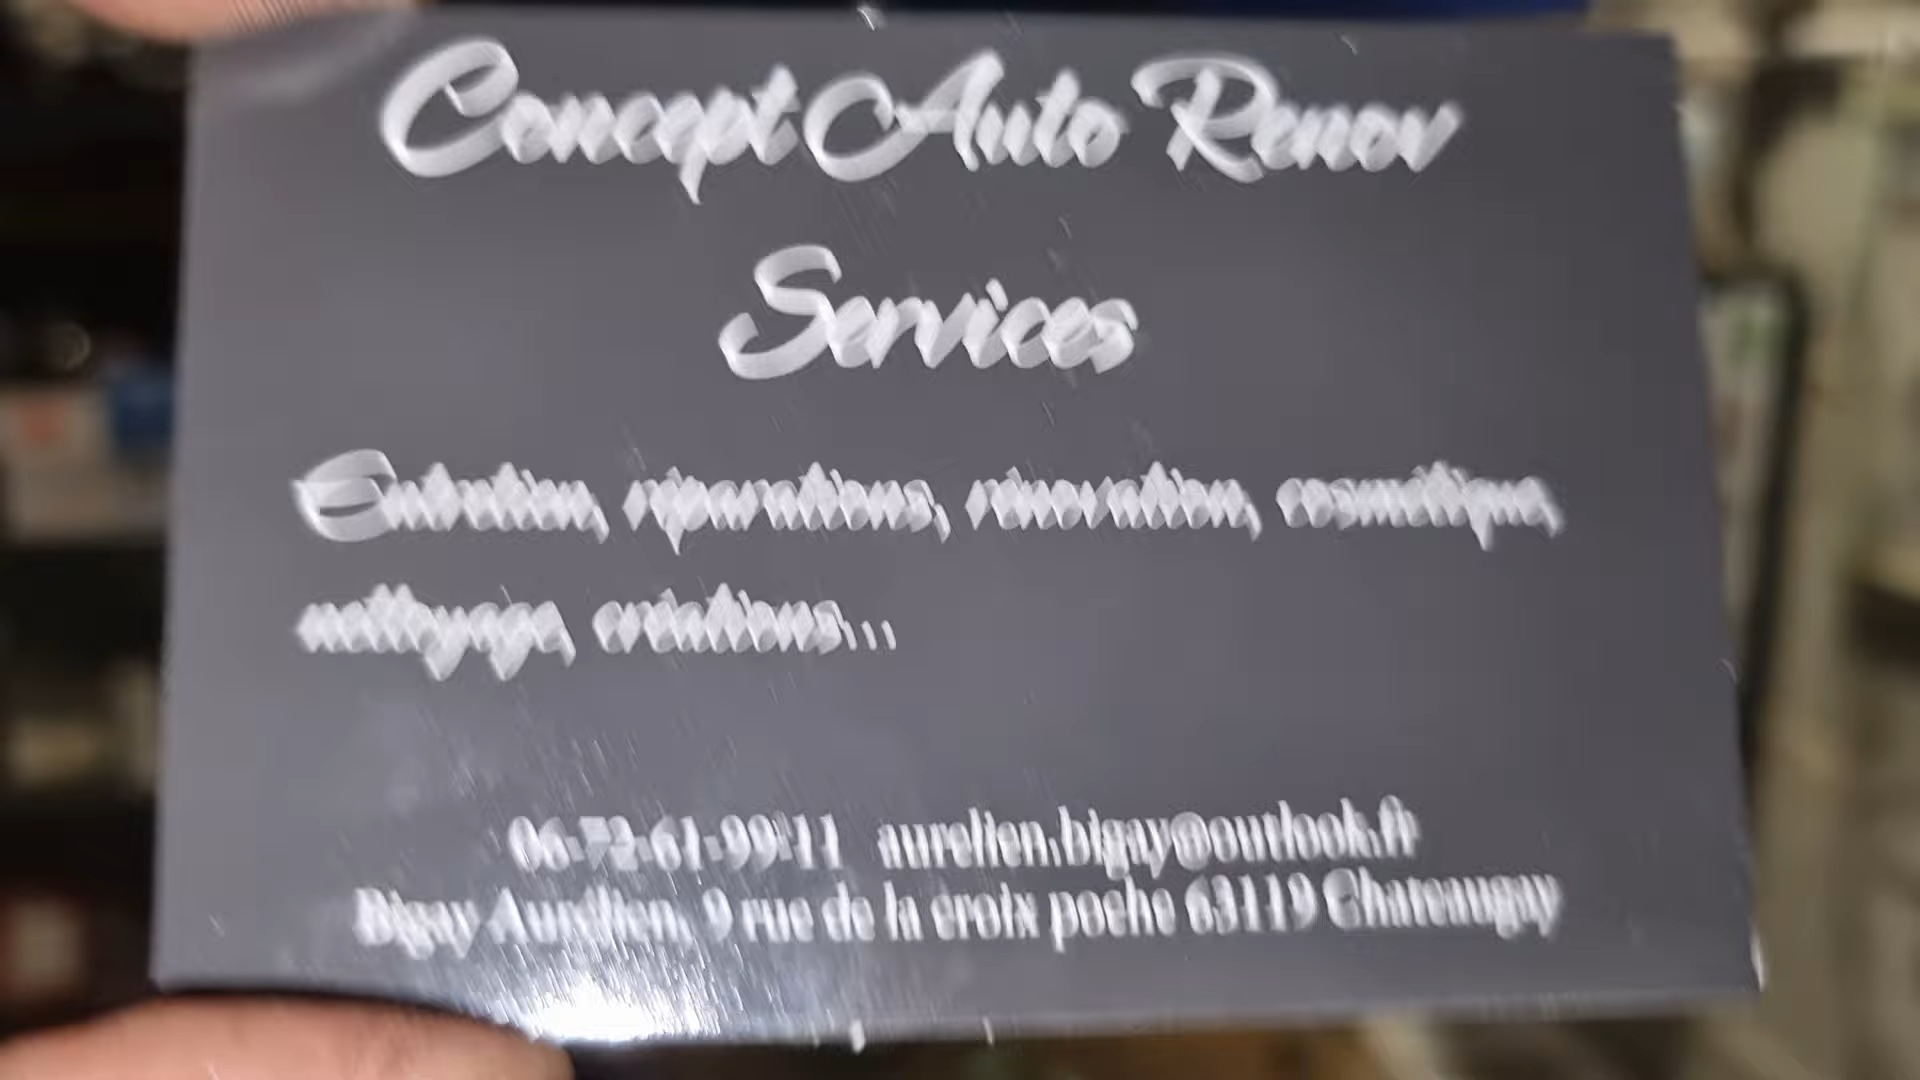 Concept Auto Renov
Services
Entretien, réparations, rénovation, cosmétique,
nettoyage, créations...
06-72-61-99-11 aurelien.bigay@outlook.fr
Bigay Aurélien, 9 rue de la croix poche 63119 Chateaugay